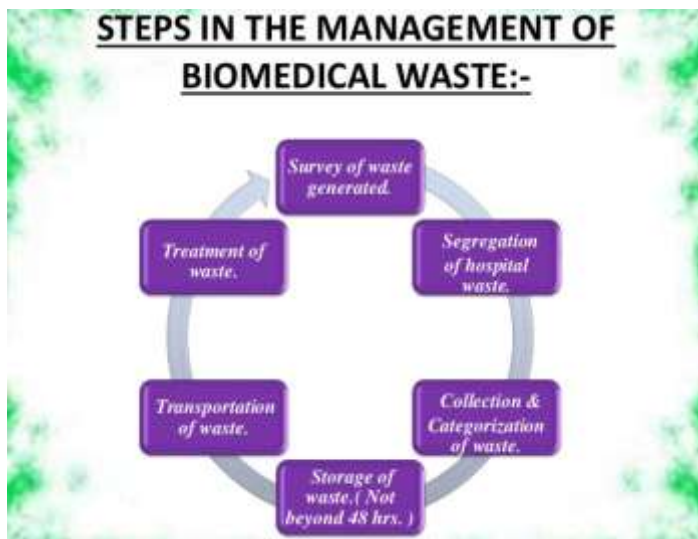 STEPS IN THE MANAGEMENT OF
BIOMEDICAL WASTE:-
Survey of waste
generated.
Segregation
of hospital
waste.
Collection &
Categorization
of waste.
Storage of
waste.( Not
beyond 48 hrs. )
Transportation
of waste.
Treatment of
waste.